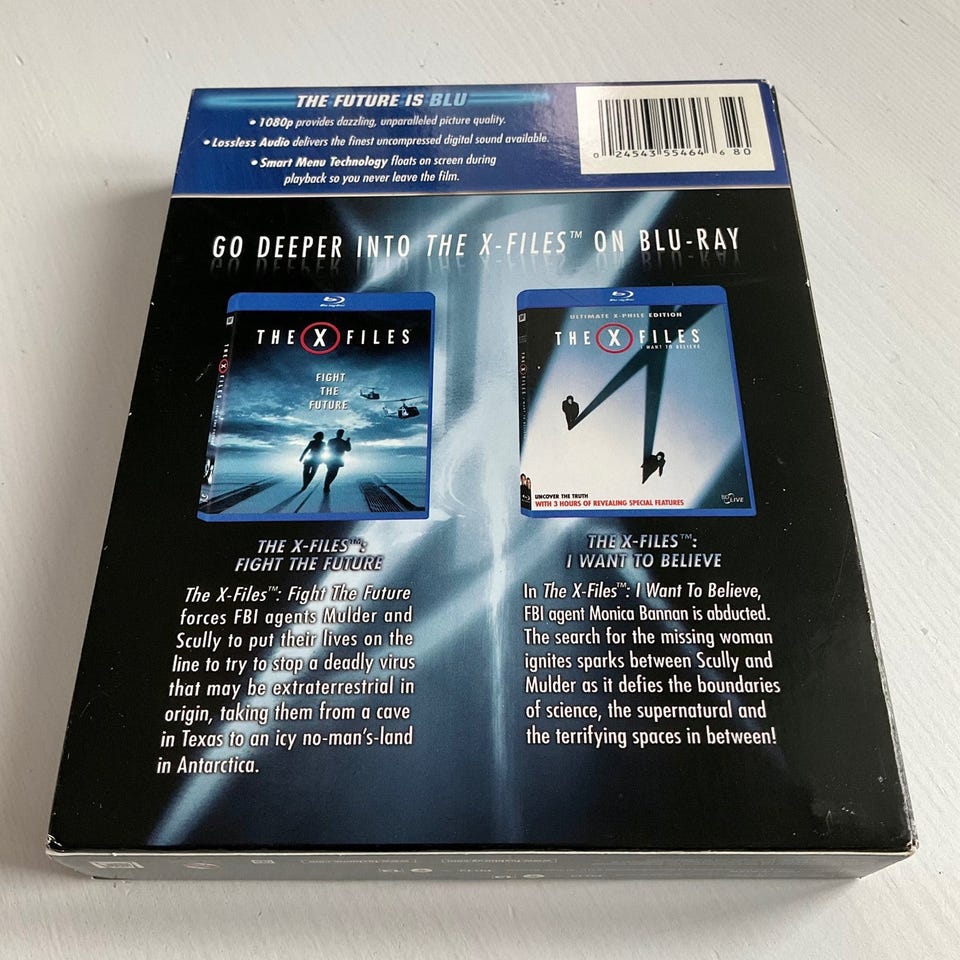 THE FUTURE IS BLU
• 1080p provides dazzling, unparalleled picture quality.
• Lossless Audio delivers the finest uncompressed digital sound available.
• Smart Menu Technology floats on screen during
playback so you never leave the film.
0 24543 55464 6 80
GO DEEPER INTO THE X-FILES™ ON BLU-RAY
THE X FILES
FIGHT
THE
FUTURE
THE X FILES
ULTIMATE X-PHILE EDITION
THE X FILES
I WANT TO BELIEVE
THE X FILES
UNCOVER THE TRUTH
WITH 3 HOURS OF REVEALING SPECIAL FEATURES
LIVE
THE X-FILES™:
FIGHT THE FUTURE
The X-Files™: Fight The Future
forces FBI agents Mulder and
Scully to put their lives on the
line to try to stop a deadly virus
that may be extraterrestrial in
origin, taking them from a cave
in Texas to an icy no-man's-land
in Antarctica.
THE X-FILES™:
I WANT TO BELIEVE
In The X-Files™: I Want To Believe,
FBI agent Monica Bannan is abducted.
The search for the missing woman
ignites sparks between Scully and
Mulder as it defies the boundaries
of science, the supernatural and
the terrifying spaces in between!